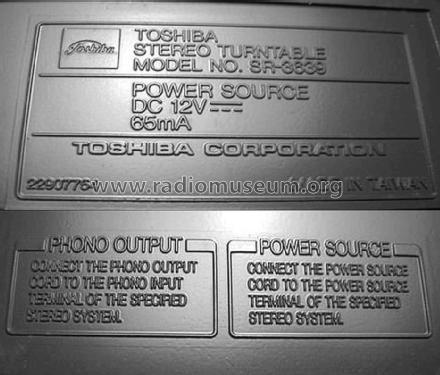 Toshiba
TOSHIBA
STEREO TURNTABLE
MODEL NO. SR-3839
POWER SOURCE
DC 12V
65mA
TOSHIBA CORPORATION
MADE IN TAIWAN
www.radiomuseum.org
PHONO OUTPUT
CONNECT THE PHONO OUTPUT
CORD TO THE PHONO INPUT
TERMINAL OF THE SPECIFIED
STEREO SYSTEM.
POWER SOURCE
CONNECT THE POWER SOURCE
CORD TO THE POWER SOURCE
TERMINAL OF THE SPECIFIED
STEREO SYSTEM.